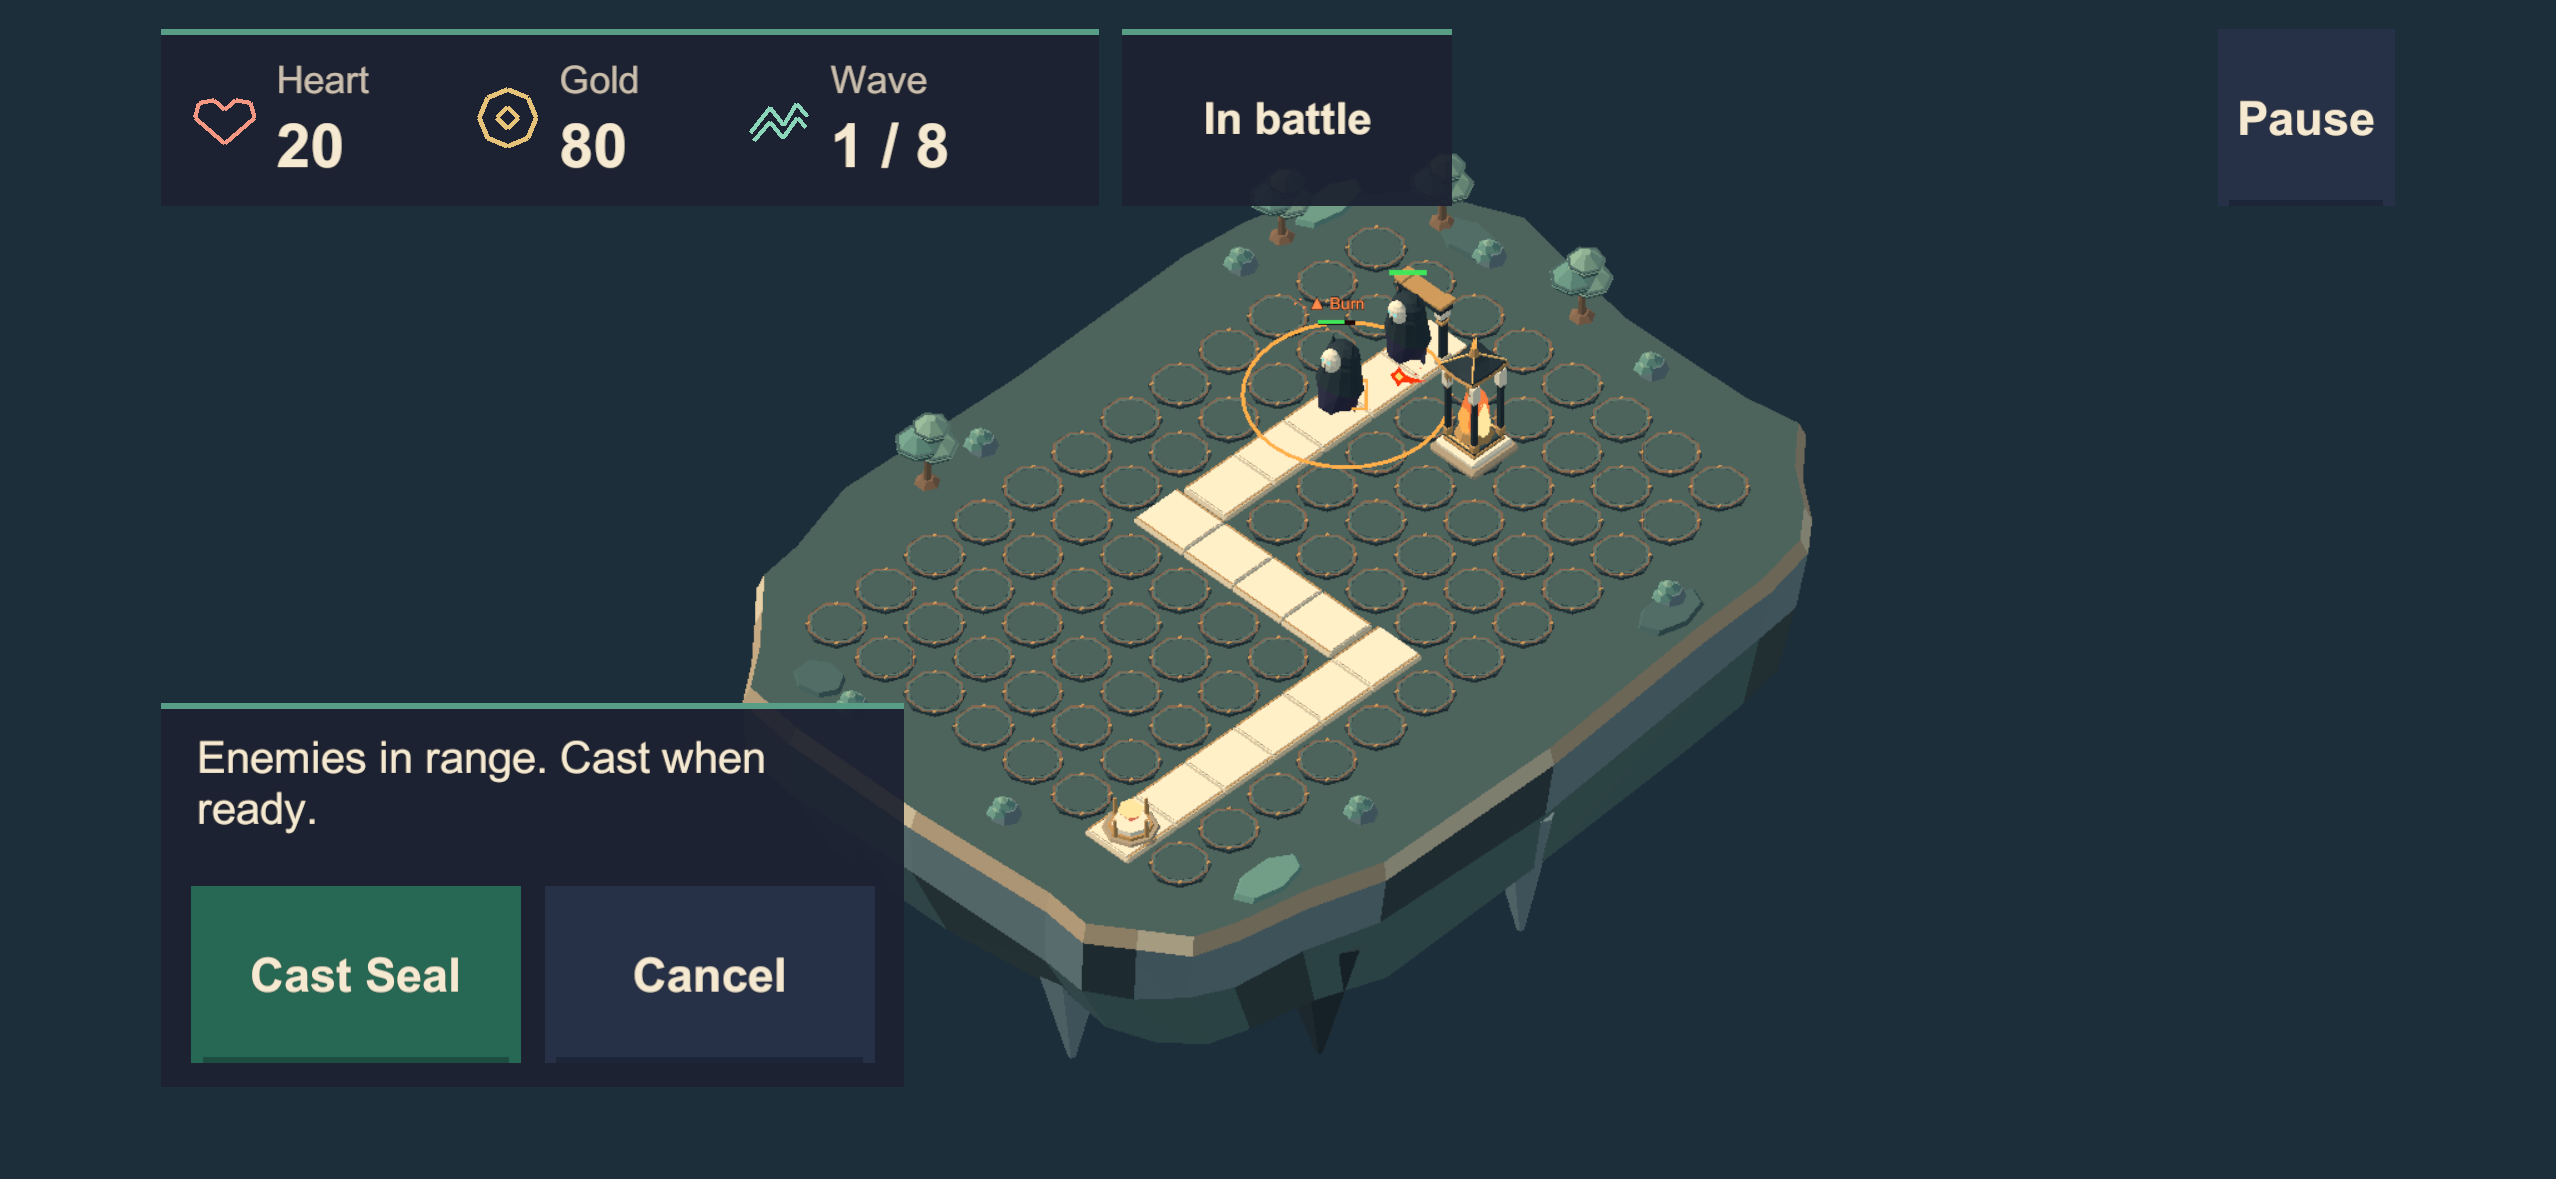 Heart
20
Gold
80
Wave
1 / 8
In battle
Pause
▲ Burn
Enemies in range. Cast when
ready.
Cast Seal
Cancel